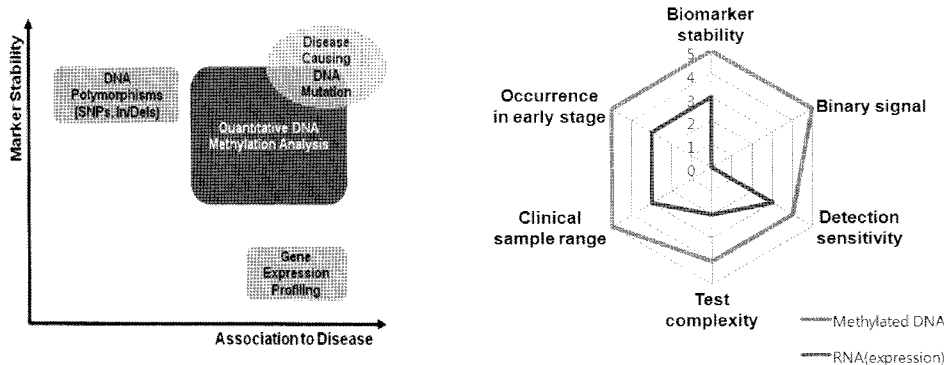 Marker Stability
DNA
Polymorphisms
(SNPs, In/Dels)
Disease
Causing
DNA
Mutation
Quantitative DNA
Methylation Analysis
Gene
Expression
Profiling
Association to Disease
Biomarker
stability
5
4
3
2
1
0
Binary signal
Detection
sensitivity
Test
complexity
Clinical
sample range
Occurrence
in early stage
Methylated DNA
RNA(expression)